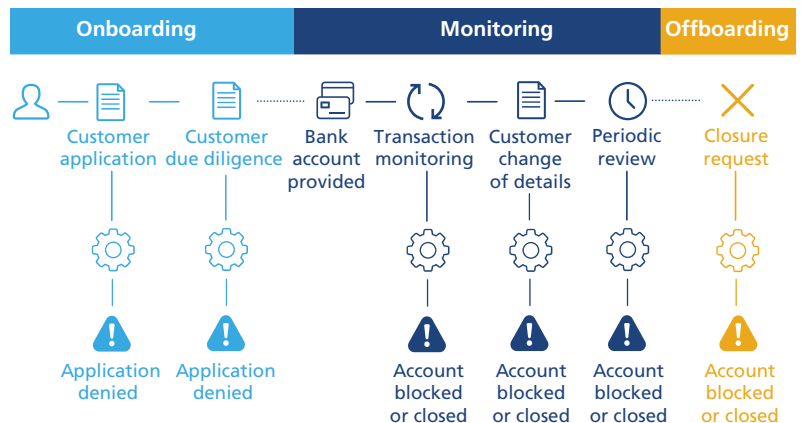 Onboarding
Monitoring
Offboarding
Customer
application
Customer
due diligence
Bank
account
provided
Transaction
monitoring
Customer
change
of details
Periodic
review
Closure
request
Application
denied
Application
denied
Account
blocked
or closed
Account
blocked
or closed
Account
blocked
or closed
Account
blocked
or closed